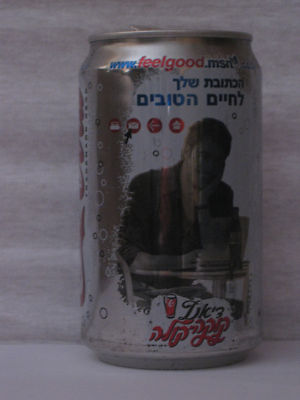 www.feelgood.msn
הכתובת שלך
לחיים הטובים
דיאט
קוקה-קולה